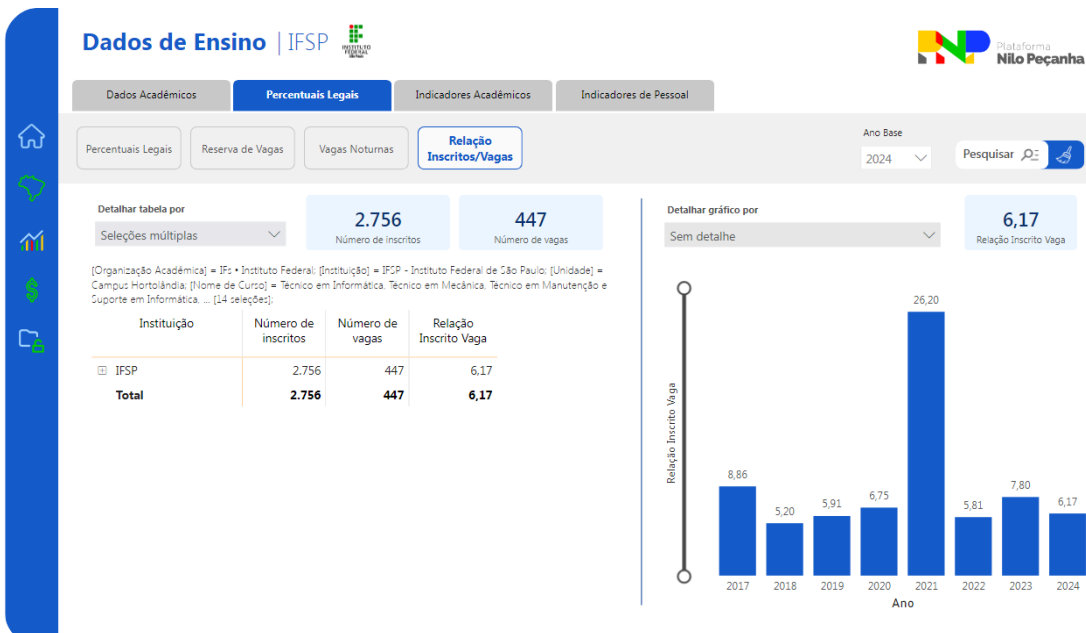 Dados de Ensino | IFSP
INSTITUTO
FEDERAL
São Paulo
PNP
Plataforma
Nilo Peçanha
Dados Acadêmicos
Percentuais Legais
Indicadores Acadêmicos
Indicadores de Pessoal
Percentuais Legais
Reserva de Vagas
Vagas Noturnas
Relação
Inscritos/Vagas
Ano Base
2024
Pesquisar
Detalhar tabela por
Seleções múltiplas
2.756
Número de inscritos
447
Número de vagas
[Organização Acadêmica] = IFs • Instituto Federal; [Instituição] = IFSP - Instituto Federal de São Paulo; [Unidade] =
Campus Hortolândia; [Nome de Curso] = Técnico em Informática, Técnico em Mecânica, Técnico em Manutenção e
Suporte em Informática, ... [14 seleções];
Instituição Número de inscritos Número de vagas Relação Inscrito Vaga
IFSP 2.756 447 6,17
Total 2.756 447 6,17
Detalhar gráfico por
Sem detalhe
6,17
Relação Inscrito Vaga
Relação Inscrito Vaga
8,86
5,20
5,91
6,75
26,20
5,81
7,80
6,17
2017 2018 2019 2020 2021 2022 2023 2024
Ano